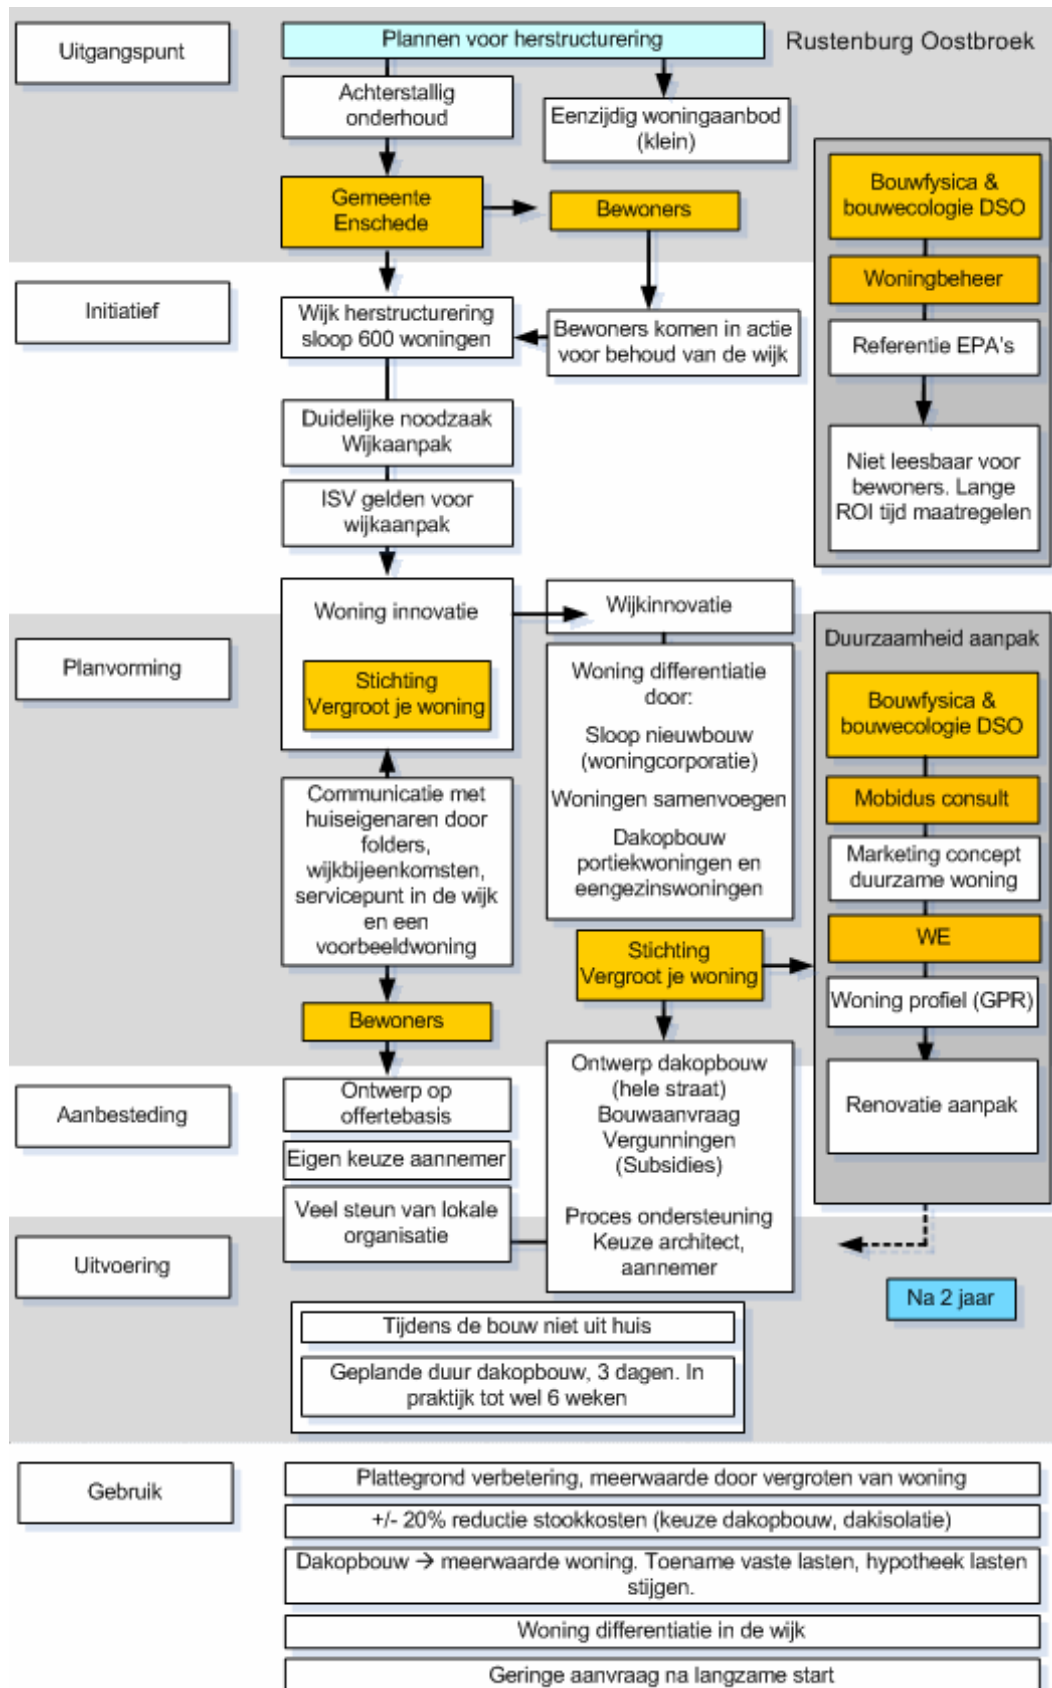 Uitgangspunt
Plannen voor herstructurering
Rustenburg Oostbroek
Achterstallig
onderhoud
Eenzijdig woningaanbod
(klein)
Gemeente
Enschede
Bewoners
Bouwfysica &
bouwecologie DSO
Woningbeheer
Referentie EPA's
Niet leesbaar voor
bewoners. Lange
ROI tijd maatregelen
Initiatief
Wijk herstructurering
sloop 600 woningen
Bewoners komen in actie
voor behoud van de wijk
Duidelijke noodzaak
Wijkaanpak
ISV gelden voor
wijkaanpak
Planvorming
Woning innovatie
Stichting
Vergroot je woning
Wijkinnovatie
Woning differentiatie
door:
Sloop nieuwbouw
(woningcorporatie)
Woningen samenvoegen
Dakopbouw
portiekwoningen en
eengezinswoningen
Communicatie met
huiseigenaren door
folders,
wijkbijeenkomsten,
servicepunt in de wijk
en een
voorbeeldwoning
Bewoners
Stichting
Vergroot je woning
Duurzaamheid aanpak
Bouwfysica &
bouwecologie DSO
Mobidus consult
Marketing concept
duurzame woning
WE
Woning profiel (GPR)
Renovatie aanpak
Aanbesteding
Ontwerp op
offertebasis
Eigen keuze aannemer
Veel steun van lokale
organisatie
Ontwerp dakopbouw
(hele straat)
Bouwaanvraag
Vergunningen
(Subsidies)
Proces ondersteuning
Keuze architect,
aannemer
Uitvoering
Na 2 jaar
Tijdens de bouw niet uit huis
Geplande duur dakopbouw, 3 dagen. In
praktijk tot wel 6 weken
Gebruik
Plattegrond verbetering, meerwaarde door vergroten van woning
+/- 20% reductie stookkosten (keuze dakopbouw, dakisolatie)
Dakopbouw → meerwaarde woning. Toename vaste lasten, hypotheek lasten
stijgen.
Woning differentiatie in de wijk
Geringe aanvraag na langzame start